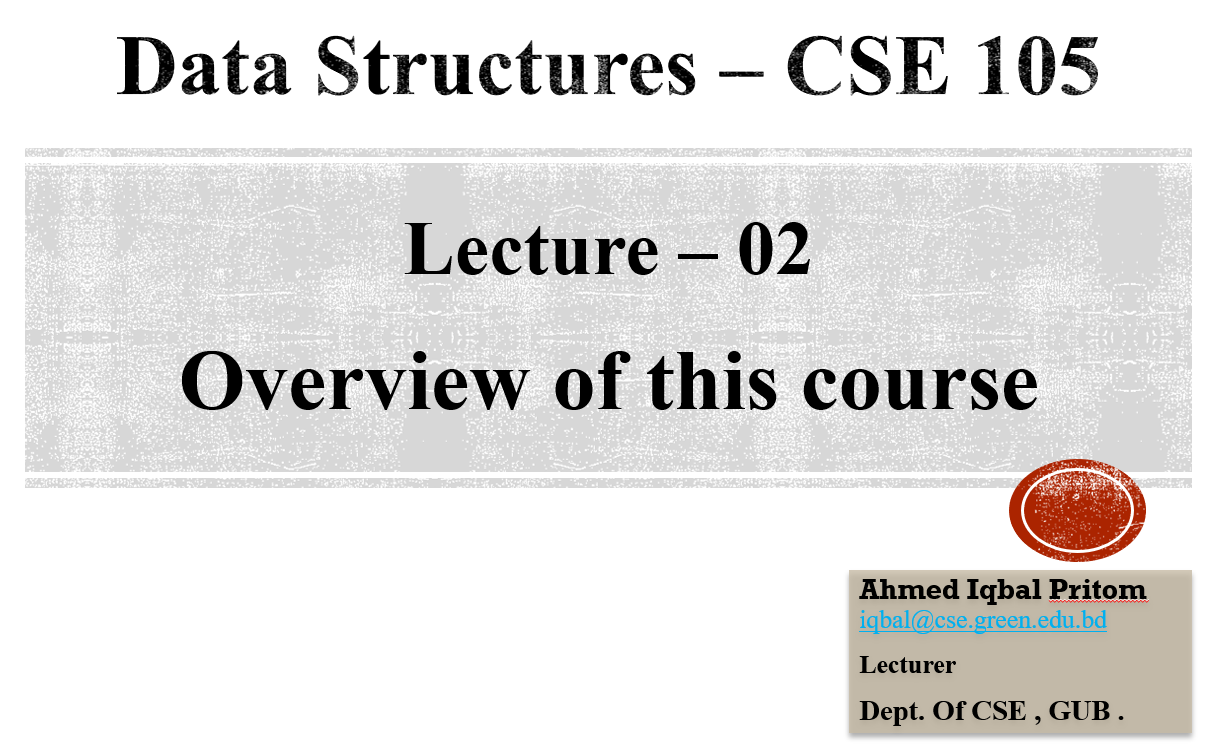 Data Structures – CSE 105
Lecture – 02
Overview of this course
Ahmed Iqbal Pritom
iqbal@cse.green.edu.bd
Lecturer
Dept. Of CSE , GUB .